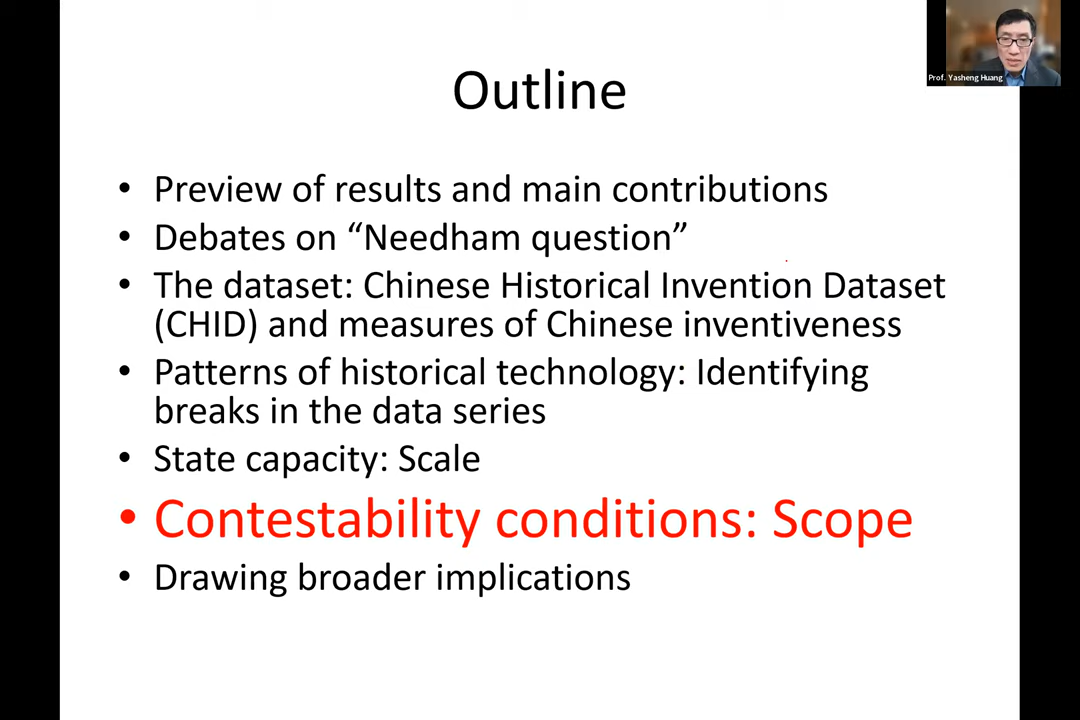 Prof. Yasheng Huang
Outline
• Preview of results and main contributions
• Debates on “Needham question”
• The dataset: Chinese Historical Invention Dataset
(CHID) and measures of Chinese inventiveness
• Patterns of historical technology: Identifying
breaks in the data series
• State capacity: Scale
• Contestability conditions: Scope
• Drawing broader implications